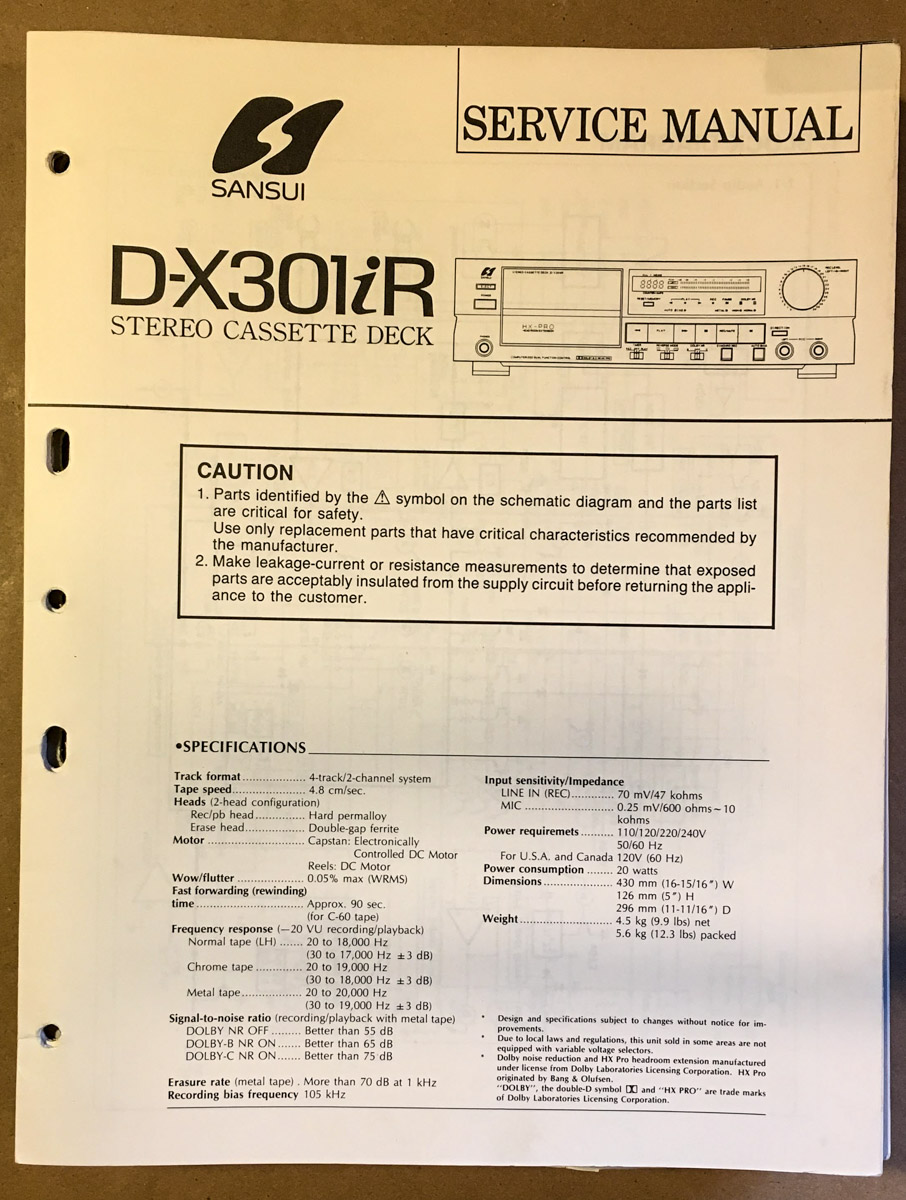 SERVICE MANUAL
SANSUI
D-X301iR
STEREO CASSETTE DECK
HX-PRO
CAUTION
1. Parts identified by the ⚠ symbol on the schematic diagram and the parts list
are critical for safety.
Use only replacement parts that have critical characteristics recommended by
the manufacturer.
2. Make leakage-current or resistance measurements to determine that exposed
parts are acceptably insulated from the supply circuit before returning the appli-
ance to the customer.
•SPECIFICATIONS
Track format................... 4-track/2-channel system
Tape speed...................... 4.8 cm/sec.
Heads (2-head configuration)
Rec/pb head............... Hard permalloy
Erase head.................. Double-gap ferrite
Motor ............................. Capstan: Electronically
Controlled DC Motor
Reels: DC Motor
Wow/flutter .................... 0.05% max (WRMS)
Fast forwarding (rewinding)
time ................................ Approx. 90 sec.
(for C-60 tape)
Frequency response (−20 VU recording/playback)
Normal tape (LH) ....... 20 to 18,000 Hz
(30 to 17,000 Hz ±3 dB)
Chrome tape .............. 20 to 19,000 Hz
(30 to 18,000 Hz ±3 dB)
Metal tape.................. 20 to 20,000 Hz
(30 to 19,000 Hz ±3 dB)
Signal-to-noise ratio (recording/playback with metal tape)
DOLBY NR OFF ......... Better than 55 dB
DOLBY-B NR ON....... Better than 65 dB
DOLBY-C NR ON....... Better than 75 dB
Erasure rate (metal tape) . More than 70 dB at 1 kHz
Recording bias frequency 105 kHz
Input sensitivity/Impedance
LINE IN (REC)............. 70 mV/47 kohms
MIC ........................... 0.25 mV/600 ohms~10
kohms
Power requiremets .......... 110/120/220/240V
50/60 Hz
For U.S.A. and Canada 120V (60 Hz)
Power consumption ........ 20 watts
Dimensions ..................... 430 mm (16-15/16") W
126 mm (5") H
296 mm (11-11/16") D
Weight............................ 4.5 kg (9.9 lbs) net
5.6 kg (12.3 lbs) packed
* Design and specifications subject to changes without notice for im-
provements.
* Due to local laws and regulations, this unit sold in some areas are not
equipped with variable voltage selectors.
* Dolby noise reduction and HX Pro headroom extension manufactured
under license from Dolby Laboratories Licensing Corporation. HX Pro
originated by Bang & Olufsen.
"DOLBY", the double-D symbol and "HX PRO" are trade marks
of Dolby Laboratories Licensing Corporation.